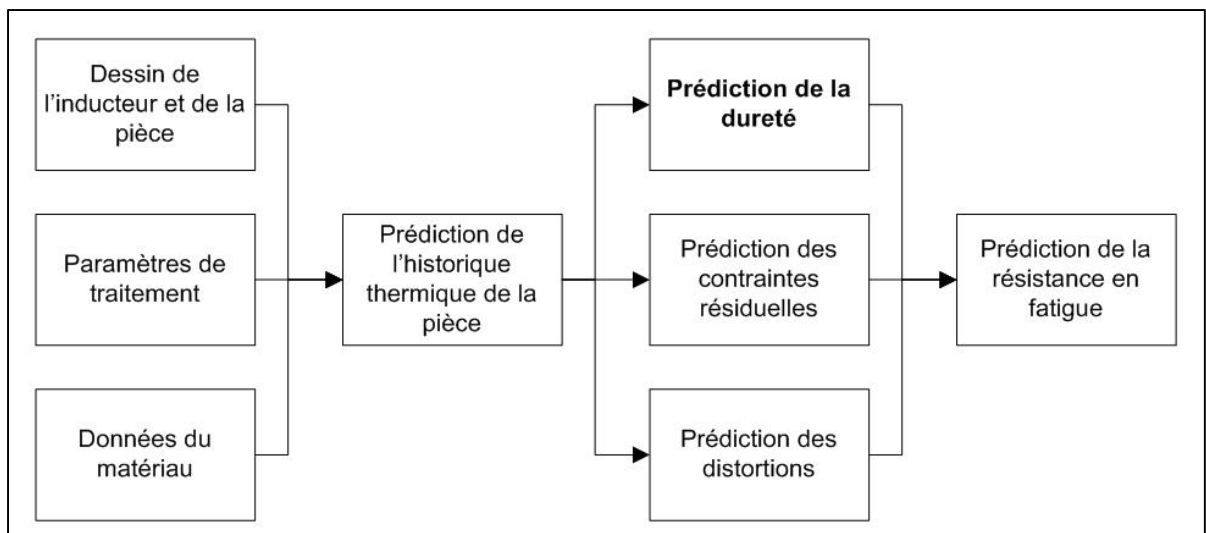 Dessin de
l'inducteur et de la
pièce
Paramètres de
traitement
Données du
matériau
Prédiction de
l'historique
thermique de la
pièce
Prédiction de la
dureté
Prédiction des
contraintes
résiduelles
Prédiction des
distortions
Prédiction de la
résistance en
fatigue